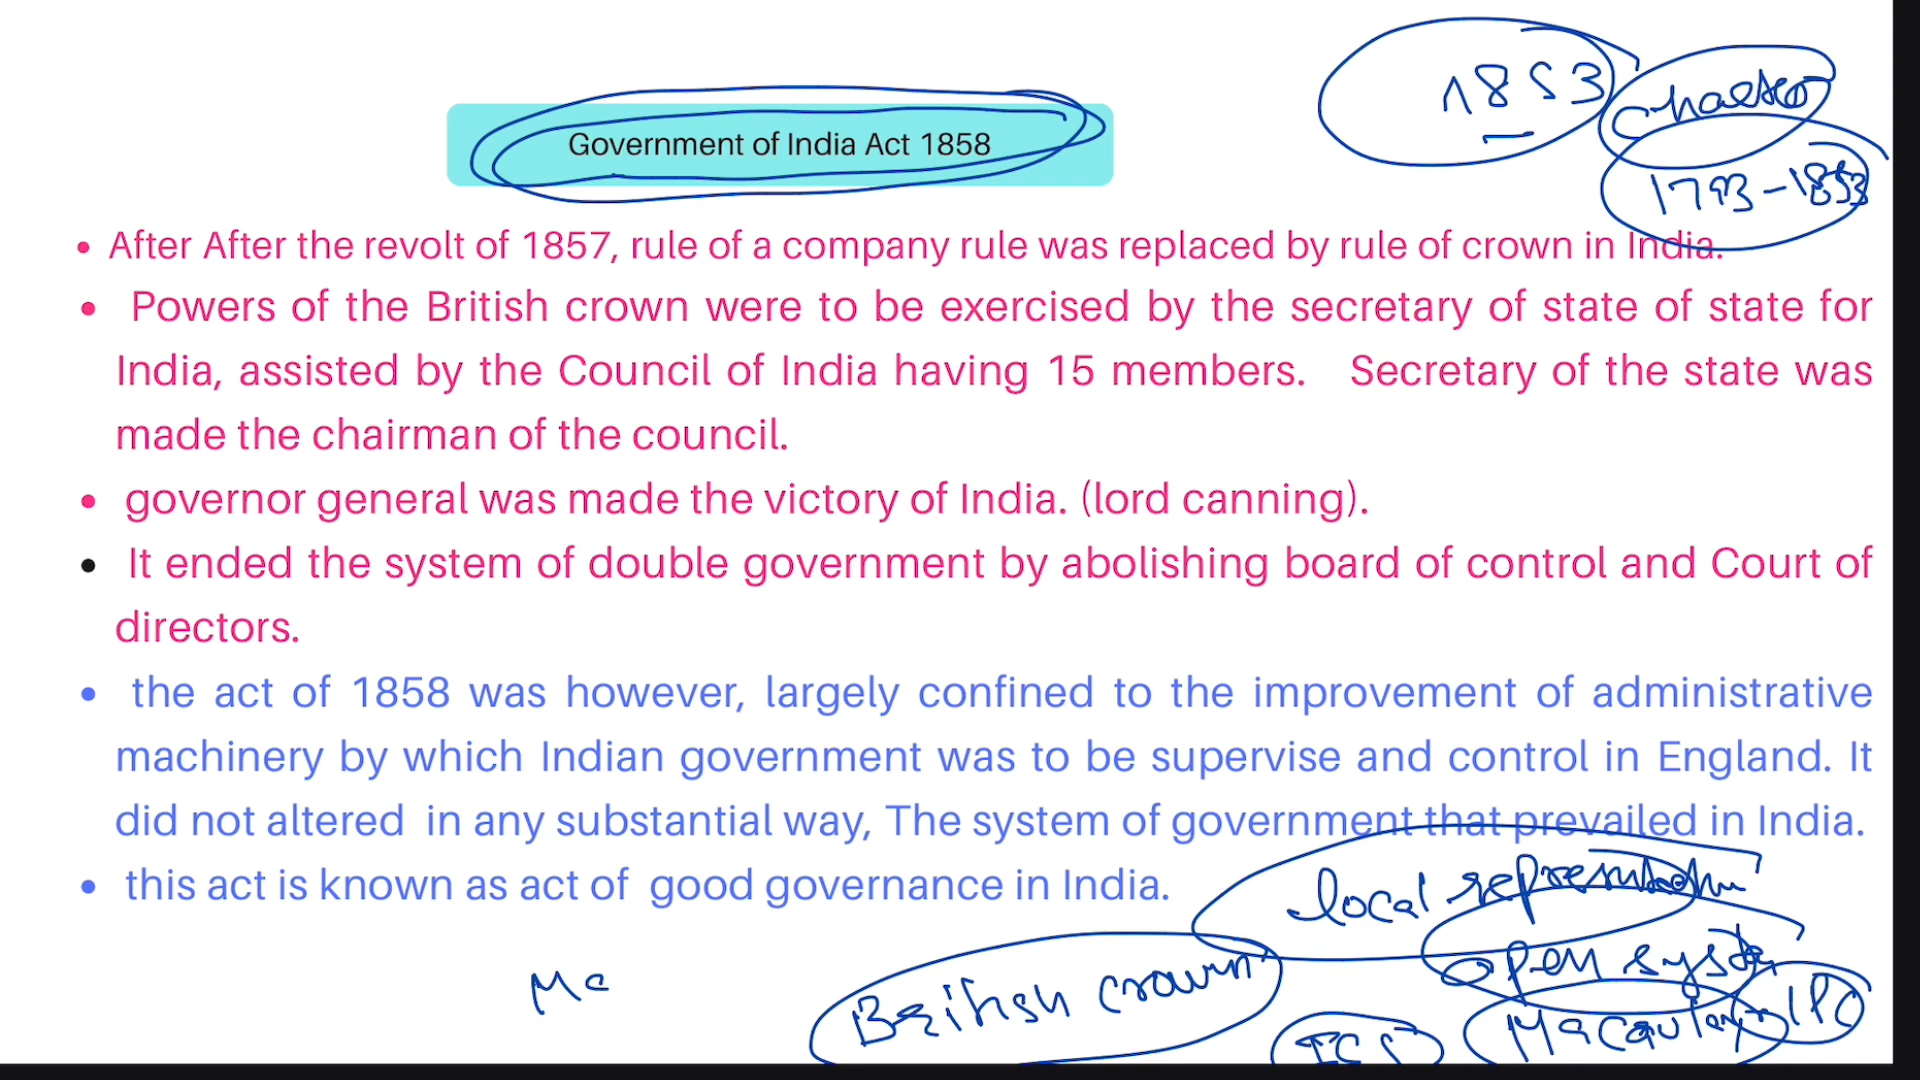 1853
Charter
Government of India Act 1858
1793-1853
• After After the revolt of 1857, rule of a company rule was replaced by rule of crown in India.
• Powers of the British crown were to be exercised by the secretary of state of state for
India, assisted by the Council of India having 15 members. Secretary of the state was
made the chairman of the council.
• governor general was made the victory of India. (lord canning).
• It ended the system of double government by abolishing board of control and Court of
directors.
• the act of 1858 was however, largely confined to the improvement of administrative
machinery by which Indian government was to be supervise and control in England. It
did not altered in any substantial way, The system of government that prevailed in India.
• this act is known as act of good governance in India.
local
open system
Ma
British crown
Macauley IPC